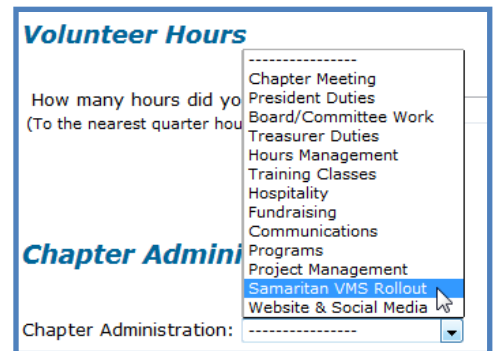 Volunteer Hours
----------------
Chapter Meeting
How many hours did yo
President Duties
Board/Committee Work
(To the nearest quarter hou
Treasurer Duties
Hours Management
Training Classes
Hospitality
Fundraising
Communications
Chapter Admini
Programs
Project Management
Samaritan VMS Rollout
Website & Social Media
Chapter Administration: ----------------